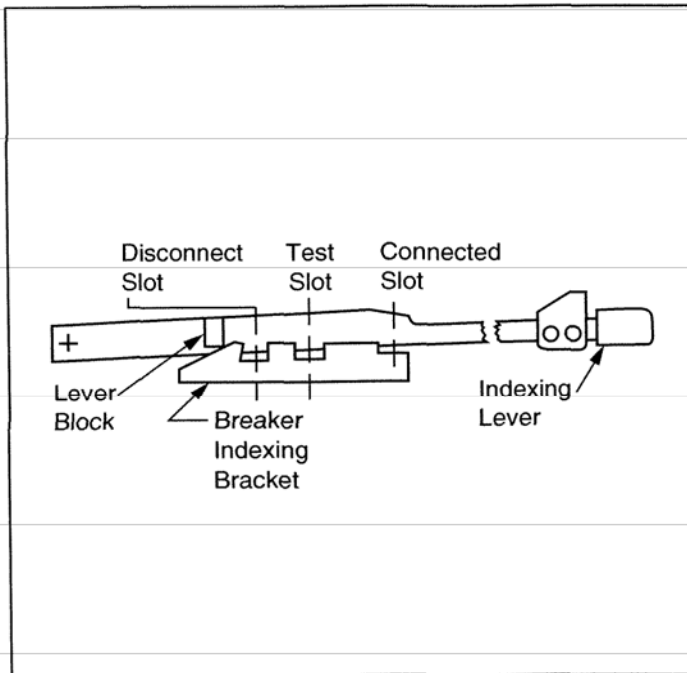 Disconnect
Slot
Test
Slot
Connected
Slot
Lever
Block
Breaker
Indexing
Bracket
Indexing
Lever